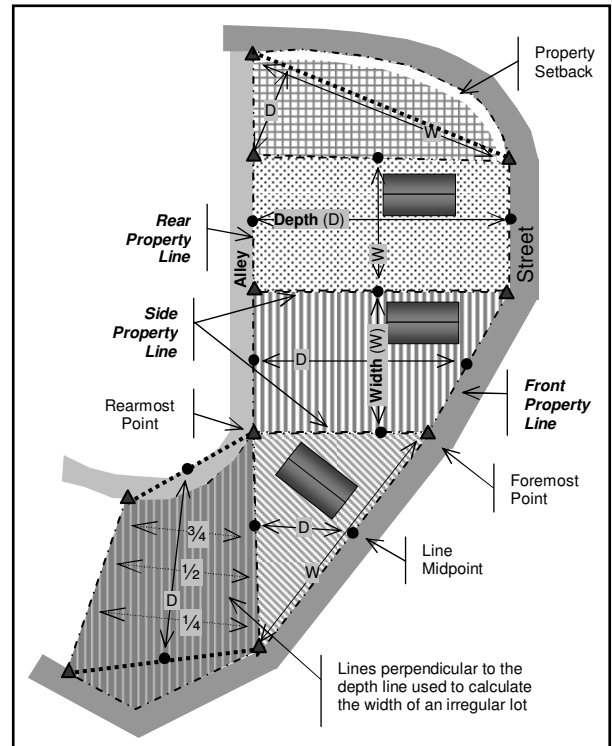 Property
Setback
D
W
Rear
Property
Line
Depth (D)
Alley
W
Street
Side
Property
Line
D
Width (W)
Front
Property
Line
Rearmost
Point
Foremost
Point
D
3/4
1/2
D
1/4
W
Line
Midpoint
Lines perpendicular to the
depth line used to calculate
the width of an irregular lot